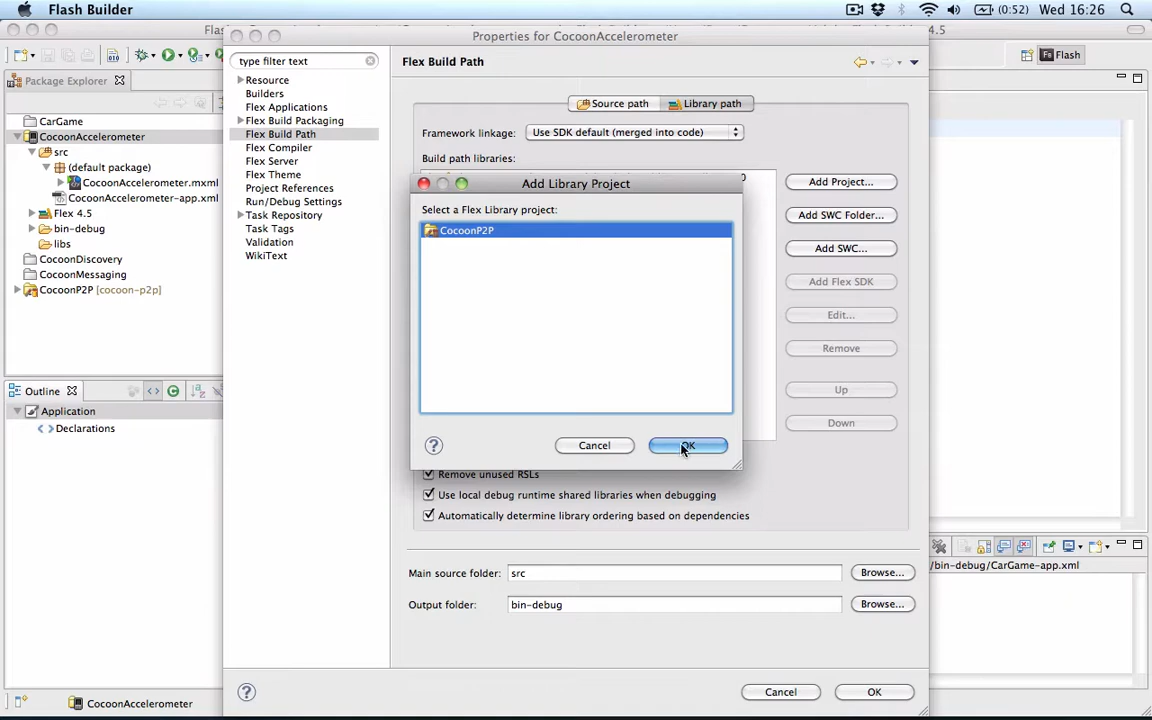 Flash Builder
(0:52) Wed 16:26
Flas
4.5
Properties for CocoonAccelerometer
Flash
Package Explorer
CarGame
CocoonAccelerometer
src
(default package)
CocoonAccelerometer.mxml
CocoonAccelerometer-app.xml
Flex 4.5
bin-debug
libs
CocoonDiscovery
CocoonMessaging
CocoonP2P [cocoon-p2p]
Outline
Application
Declarations
type filter text
Resource
Builders
Flex Applications
Flex Build Packaging
Flex Build Path
Flex Compiler
Flex Server
Flex Theme
Project References
Run/Debug Settings
Task Repository
Task Tags
Validation
WikiText
Flex Build Path
Source path
Library path
Framework linkage:
Use SDK default (merged into code)
Build path libraries:
0
Add Project...
Add SWC Folder...
Add SWC...
Add Flex SDK
Edit...
Remove
Up
Down
Add Library Project
Select a Flex Library project:
CocoonP2P
?
Cancel
OK
Remove unused RSLs
Use local debug runtime shared libraries when debugging
Automatically determine library ordering based on dependencies
Main source folder:
src
Browse...
Output folder:
bin-debug
Browse...
?
Cancel
OK
/bin-debug/CarGame-app.xml
CocoonAccelerometer